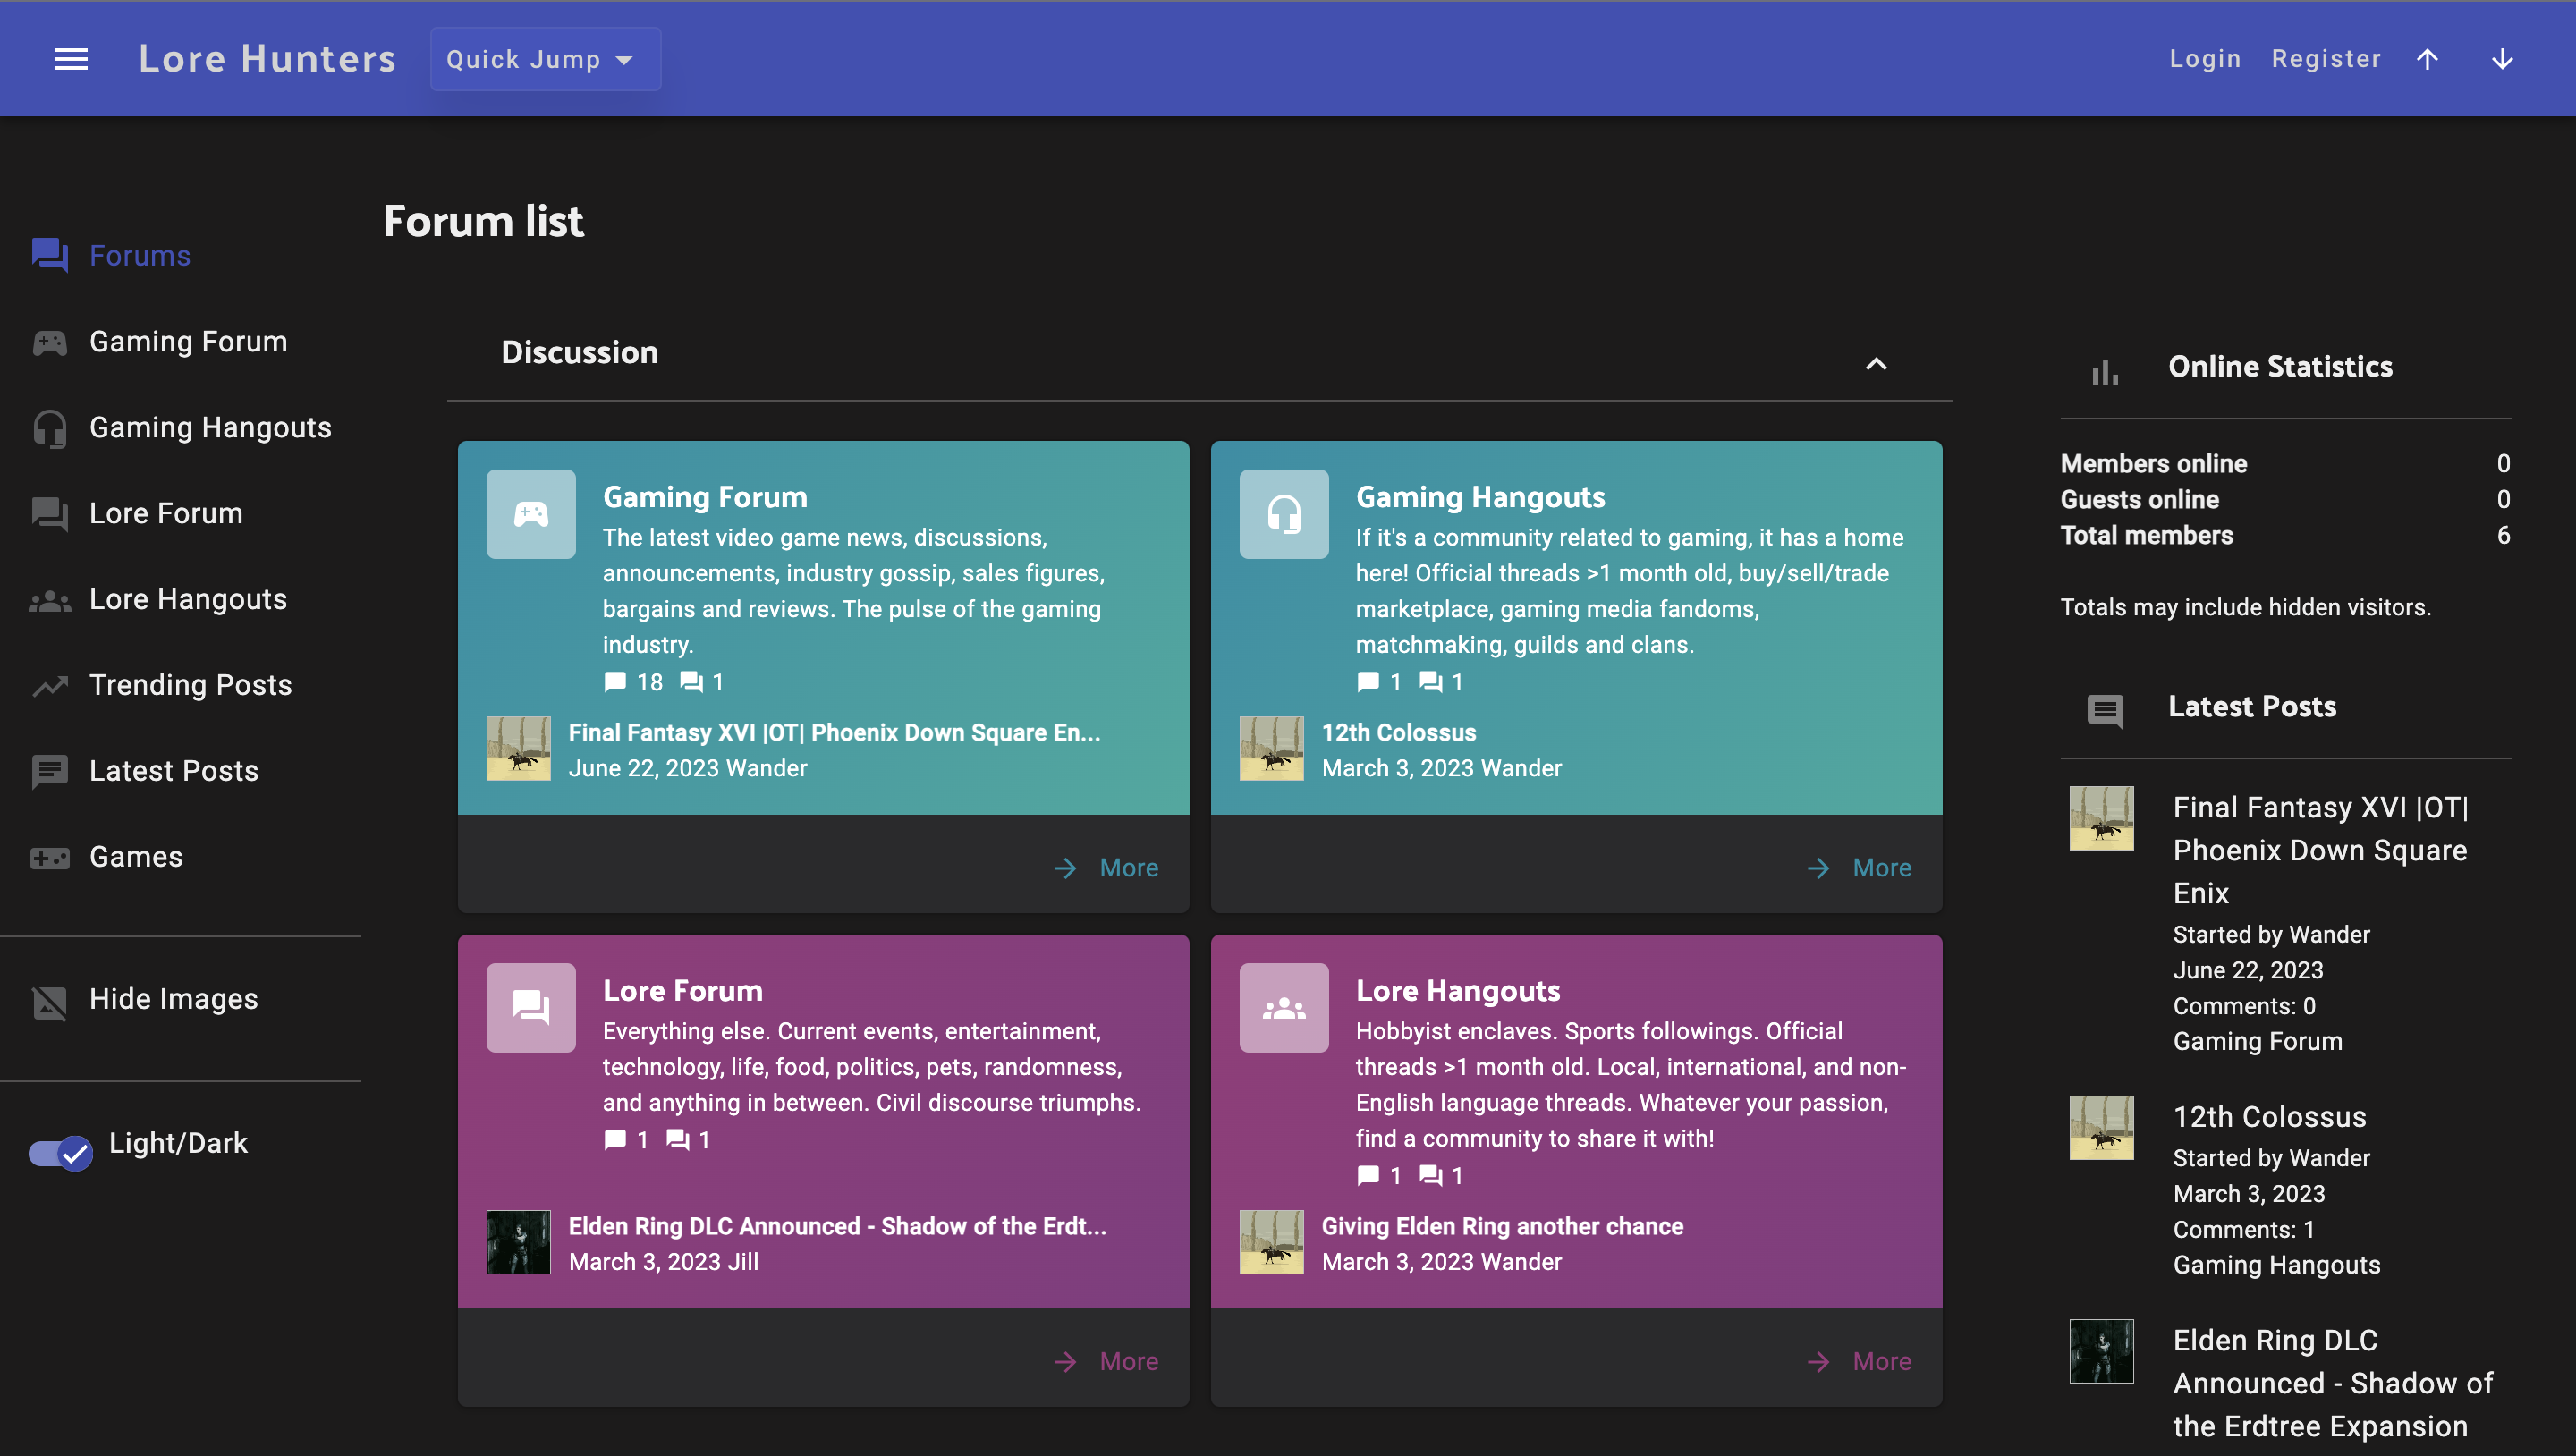 Lore Hunters
Quick Jump
Login
Register
Forums
Gaming Forum
Gaming Hangouts
Lore Forum
Lore Hangouts
Trending Posts
Latest Posts
Games
Hide Images
Light/Dark
Forum list
Discussion
Gaming Forum
The latest video game news, discussions,
announcements, industry gossip, sales figures,
bargains and reviews. The pulse of the gaming
industry.
18 1
Final Fantasy XVI |OT| Phoenix Down Square En...
June 22, 2023 Wander
More
Gaming Hangouts
If it's a community related to gaming, it has a home
here! Official threads >1 month old, buy/sell/trade
marketplace, gaming media fandoms,
matchmaking, guilds and clans.
1 1
12th Colossus
March 3, 2023 Wander
More
Lore Forum
Everything else. Current events, entertainment,
technology, life, food, politics, pets, randomness,
and anything in between. Civil discourse triumphs.
1 1
Elden Ring DLC Announced - Shadow of the Erdt...
March 3, 2023 Jill
More
Lore Hangouts
Hobbyist enclaves. Sports followings. Official
threads >1 month old. Local, international, and non-
English language threads. Whatever your passion,
find a community to share it with!
1 1
Giving Elden Ring another chance
March 3, 2023 Wander
More
Online Statistics
Members online 0
Guests online 0
Total members 6
Totals may include hidden visitors.
Latest Posts
Final Fantasy XVI |OT|
Phoenix Down Square
Enix
Started by Wander
June 22, 2023
Comments: 0
Gaming Forum
12th Colossus
Started by Wander
March 3, 2023
Comments: 1
Gaming Hangouts
Elden Ring DLC
Announced - Shadow of
the Erdtree Expansion